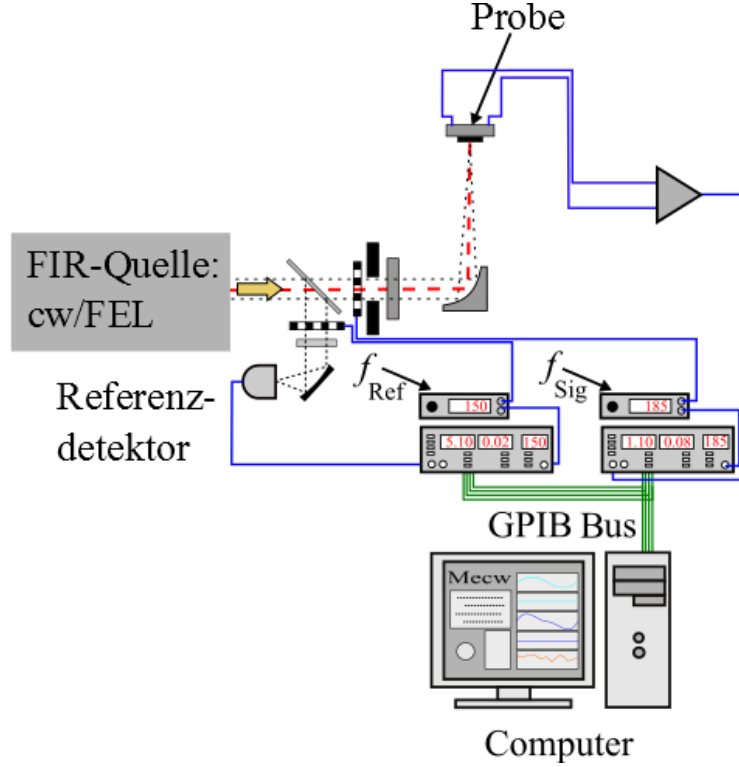 Probe
FIR-Quelle:
cw/FEL
Referenz-
detektor
f Ref
f Sig
150
185
5.10 0.02 150
1.10 0.08 185
GPIB Bus
Mecw
Computer